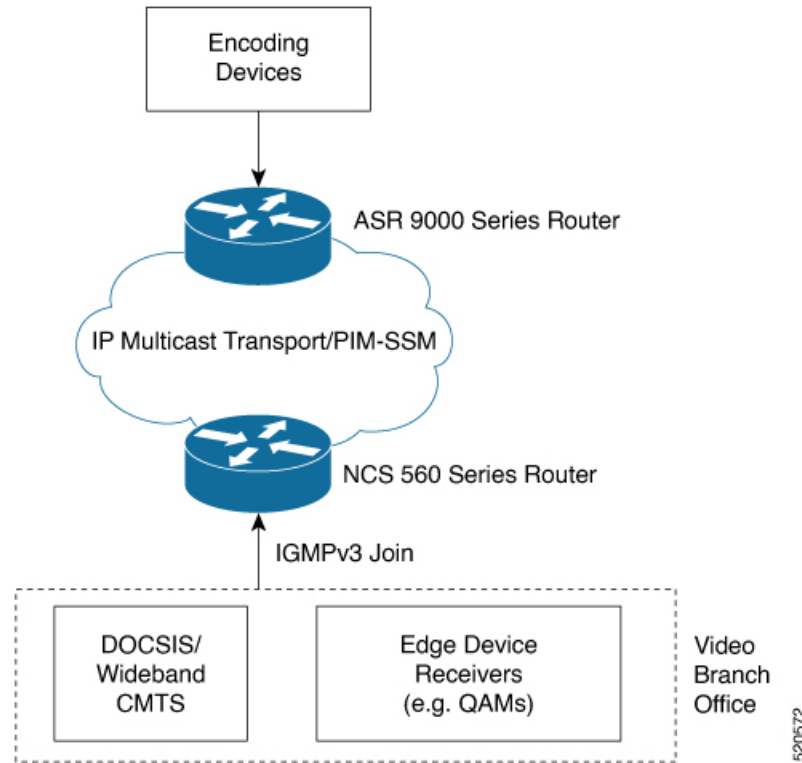 Encoding
Devices
ASR 9000 Series Router
IP Multicast Transport/PIM-SSM
NCS 560 Series Router
IGMPv3 Join
DOCSIS/
Wideband
CMTS
Edge Device
Receivers
(e.g. QAMs)
Video
Branch
Office
520572